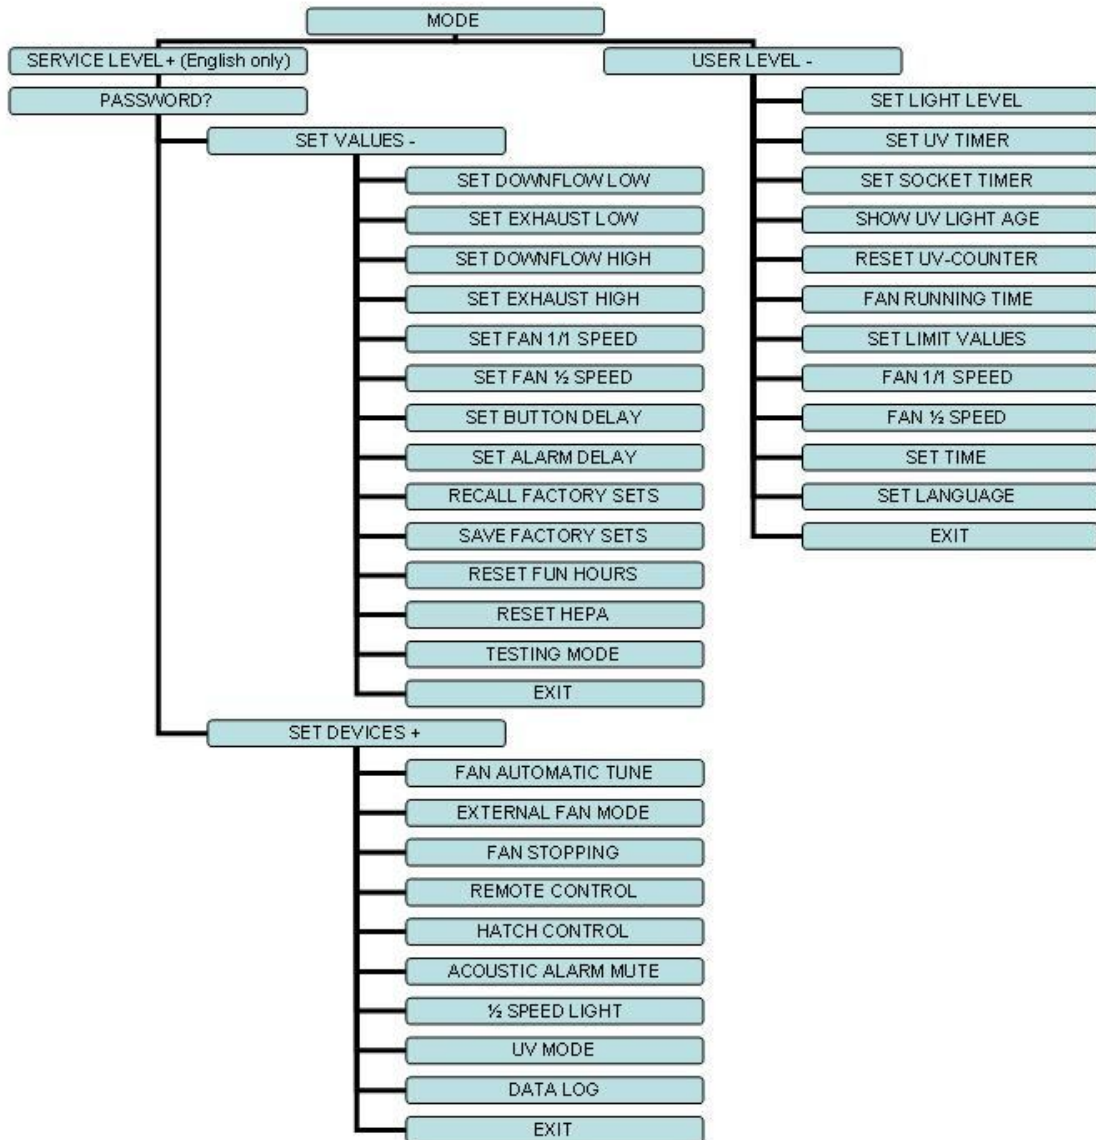 MODE
SERVICE LEVEL+ (English only)
USER LEVEL -
PASSWORD?
SET LIGHT LEVEL
SET VALUES -
SET UV TIMER
SET DOWNFLOW LOW
SET SOCKET TIMER
SET EXHAUST LOW
SHOW UV LIGHT AGE
SET DOWNFLOW HIGH
RESET UV-COUNTER
SET EXHAUST HIGH
FAN RUNNING TIME
SET FAN 1/1 SPEED
SET LIMIT VALUES
SET FAN ½ SPEED
FAN 1/1 SPEED
SET BUTTON DELAY
FAN ½ SPEED
SET ALARM DELAY
SET TIME
RECALL FACTORY SETS
SET LANGUAGE
SAVE FACTORY SETS
EXIT
RESET FUN HOURS
RESET HEPA
TESTING MODE
EXIT
SET DEVICES +
FAN AUTOMATIC TUNE
EXTERNAL FAN MODE
FAN STOPPING
REMOTE CONTROL
HATCH CONTROL
ACOUSTIC ALARM MUTE
½ SPEED LIGHT
UV MODE
DATA LOG
EXIT